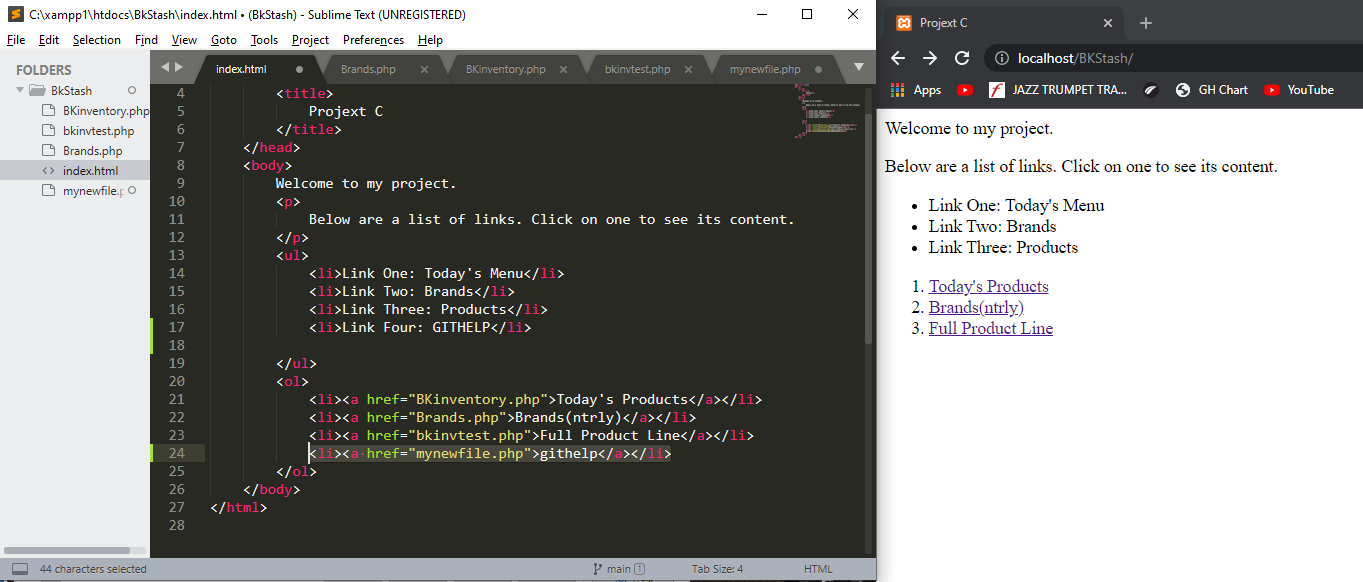 C:\xampp1\htdocs\BkStash\index.html • (BkStash) - Sublime Text (UNREGISTERED)
File Edit Selection Find View Goto Tools Project Preferences Help
FOLDERS
BkStash
BKinventory.php
bkinvtest.php
Brands.php
index.html
mynewfile.p
index.html Brands.php BKinventory.php bkinvtest.php mynewfile.php
4 <title>
5 Projext C
6 </title>
7 </head>
8 <body>
9 Welcome to my project.
10 <p>
11 Below are a list of links. Click on one to see its content.
12 </p>
13 <ul>
14 <li>Link One: Today's Menu</li>
15 <li>Link Two: Brands</li>
16 <li>Link Three: Products</li>
17 <li>Link Four: GITHELP</li>
18
19 </ul>
20 <ol>
21 <li><a href="BKinventory.php">Today's Products</a></li>
22 <li><a href="Brands.php">Brands(ntrly)</a></li>
23 <li><a href="bkinvtest.php">Full Product Line</a></li>
24 <li><a href="mynewfile.php">githelp</a></li>
25 </ol>
26 </body>
27 </html>
28
44 characters selected
main 1
Tab Size: 4
HTML
Projext C
localhost/BKStash/
Apps JAZZ TRUMPET TRA... GH Chart YouTube
Welcome to my project.
Below are a list of links. Click on one to see its content.
• Link One: Today's Menu
• Link Two: Brands
• Link Three: Products
1. Today's Products
2. Brands(ntrly)
3. Full Product Line